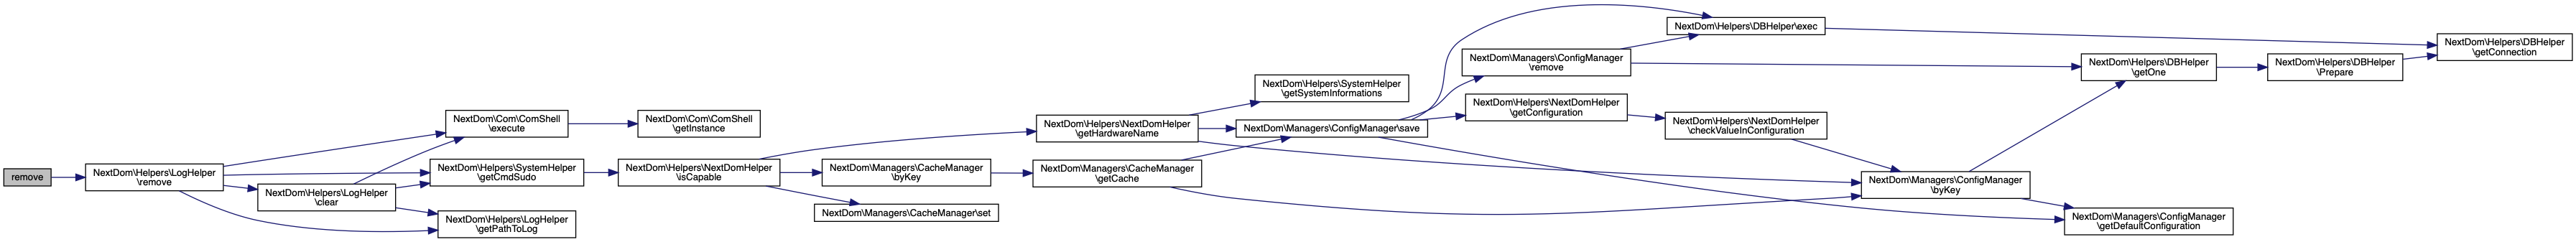 remove
NextDom\Helpers\LogHelper
\remove
NextDom\Com\ComShell
\execute
NextDom\Com\ComShell
\getInstance
NextDom\Helpers\SystemHelper
\getCmdSudo
NextDom\Helpers\LogHelper
\clear
NextDom\Helpers\LogHelper
\getPathToLog
NextDom\Helpers\NextDomHelper
\isCapable
NextDom\Managers\CacheManager
\byKey
NextDom\Managers\CacheManager\set
NextDom\Helpers\NextDomHelper
\getHardwareName
NextDom\Managers\CacheManager
\getCache
NextDom\Helpers\SystemHelper
\getSystemInformations
NextDom\Managers\ConfigManager\save
NextDom\Managers\ConfigManager
\remove
NextDom\Helpers\NextDomHelper
\getConfiguration
NextDom\Helpers\DBHelper\exec
NextDom\Helpers\NextDomHelper
\checkValueInConfiguration
NextDom\Managers\ConfigManager
\byKey
NextDom\Helpers\DBHelper
\getOne
NextDom\Managers\ConfigManager
\getDefaultConfiguration
NextDom\Helpers\DBHelper
\Prepare
NextDom\Helpers\DBHelper
\getConnection